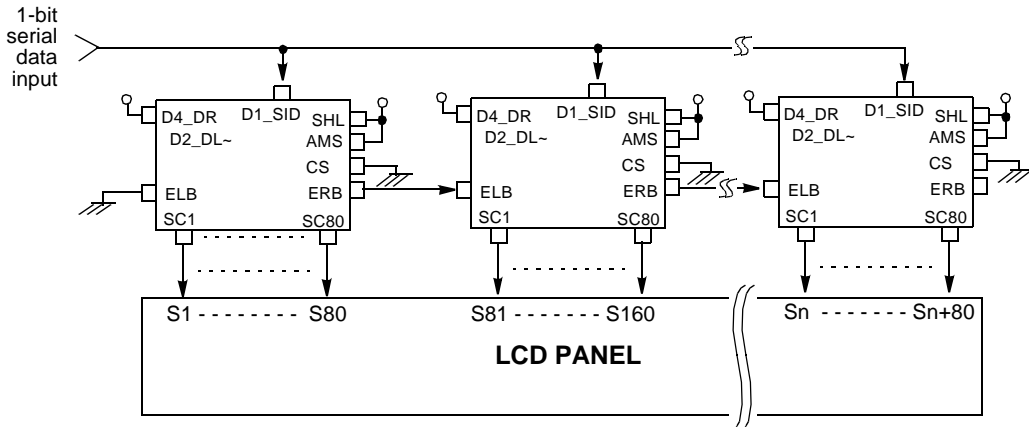 1-bit
serial
data
input
D4_DR
D1_SID
SHL
D2_DL~
AMS
CS
ELB
ERB
SC1
SC80
D4_DR
D1_SID
SHL
D2_DL~
AMS
CS
ELB
ERB
SC1
SC80
D4_DR
D1_SID
SHL
D2_DL~
AMS
CS
ELB
ERB
SC1
SC80
S1 - - - - - - - - S80
S81 - - - - - - - S160
Sn - - - - - - - Sn+80
LCD PANEL